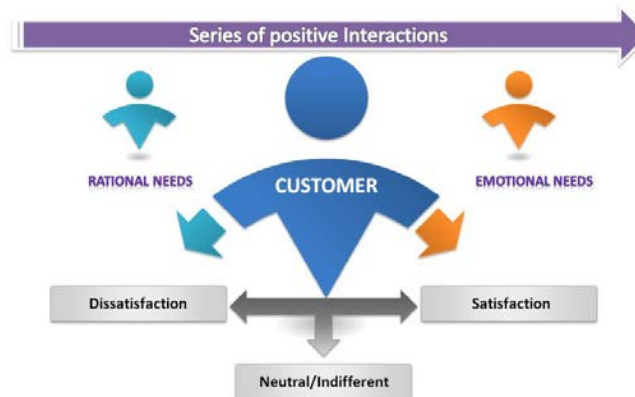 Series of positive Interactions
RATIONAL NEEDS
CUSTOMER
EMOTIONAL NEEDS
Dissatisfaction
Satisfaction
Neutral/Indifferent